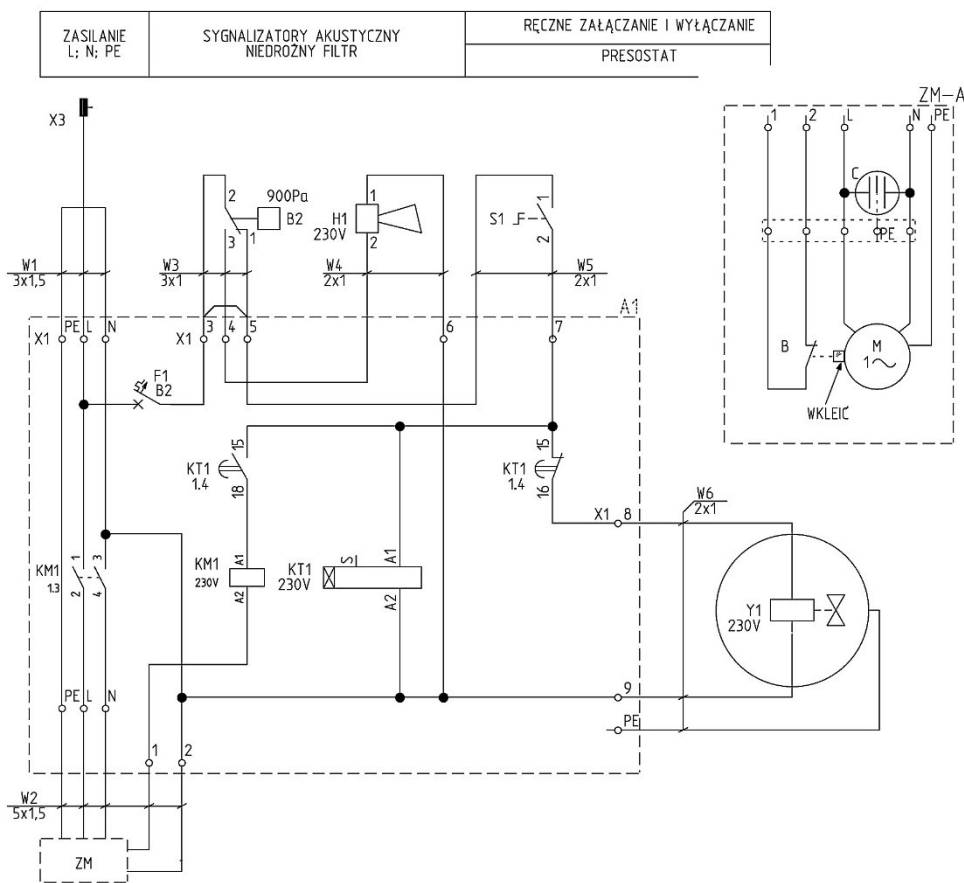 ZASILANIE
L; N; PE
SYGNALIZATORY AKUSTYCZNY
NIEDROŻNY FILTR
RĘCZNE ZAŁĄCZANIE I WYŁĄCZANIE
PRESOSTAT
X3
ZM-A
1 2 L N PE
C
PE
B
M
1~
WKLEIĆ
900Pa
B2
2
3 1
H1
230V
1
2
S1
1
2
W1
3x1,5
W3
3x1
W4
2x1
W5
2x1
A1
X1 PE L N
X1 3 4 5 6 7
F1
B2
KT1
1.4
15
18
KT1
1.4
15
16
W6
2x1
X1 8
KM1
1.3
1 3
2 4
KM1
230V
A1
A2
KT1
230V
S
A1
A2
Y1
230V
9
PE
PE L N
1 2
W2
5x1,5
ZM